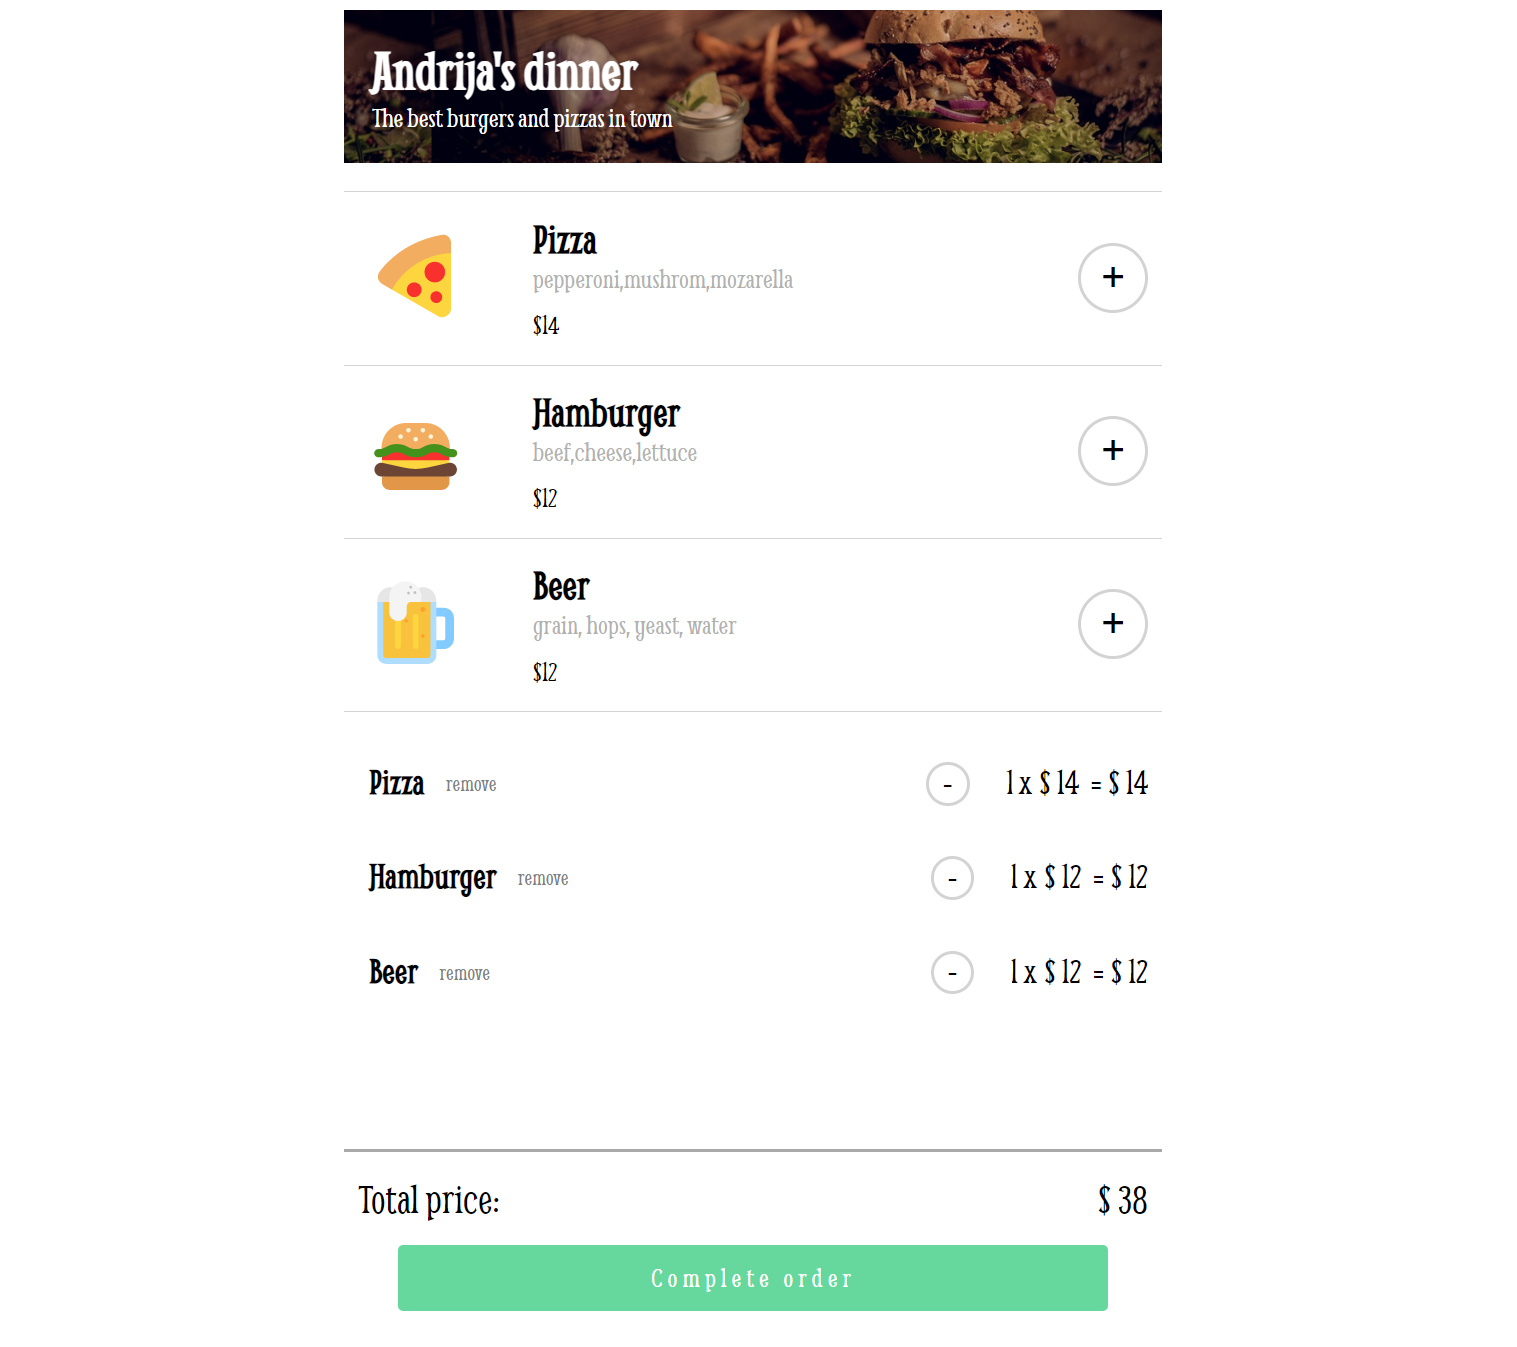 Andrija's dinner
The best burgers and pizzas in town
Pizza
pepperoni,mushrom,mozarella
$14
+
Hamburger
beef,cheese,lettuce
$12
+
Beer
grain, hops, yeast, water
$12
+
Pizza remove - 1 x $ 14 = $ 14
Hamburger remove - 1 x $ 12 = $ 12
Beer remove - 1 x $ 12 = $ 12
Total price: $ 38
Complete order